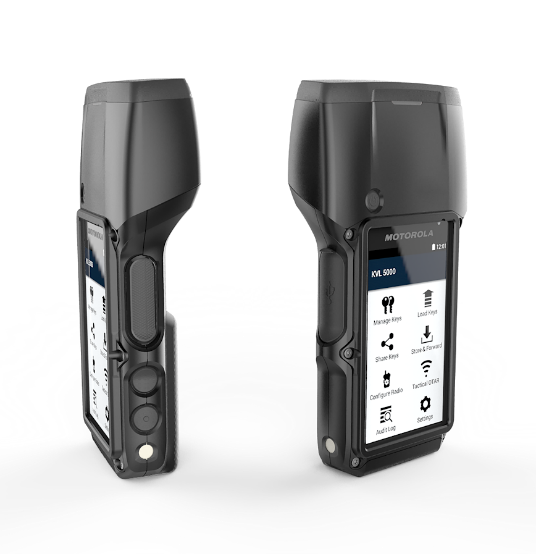 MOTOROLA
12:01
KVL 5000
Manage Keys
Load Keys
Share Keys
Store & Forward
Configure Radio
Tactical OTAR
Audit Log
Settings